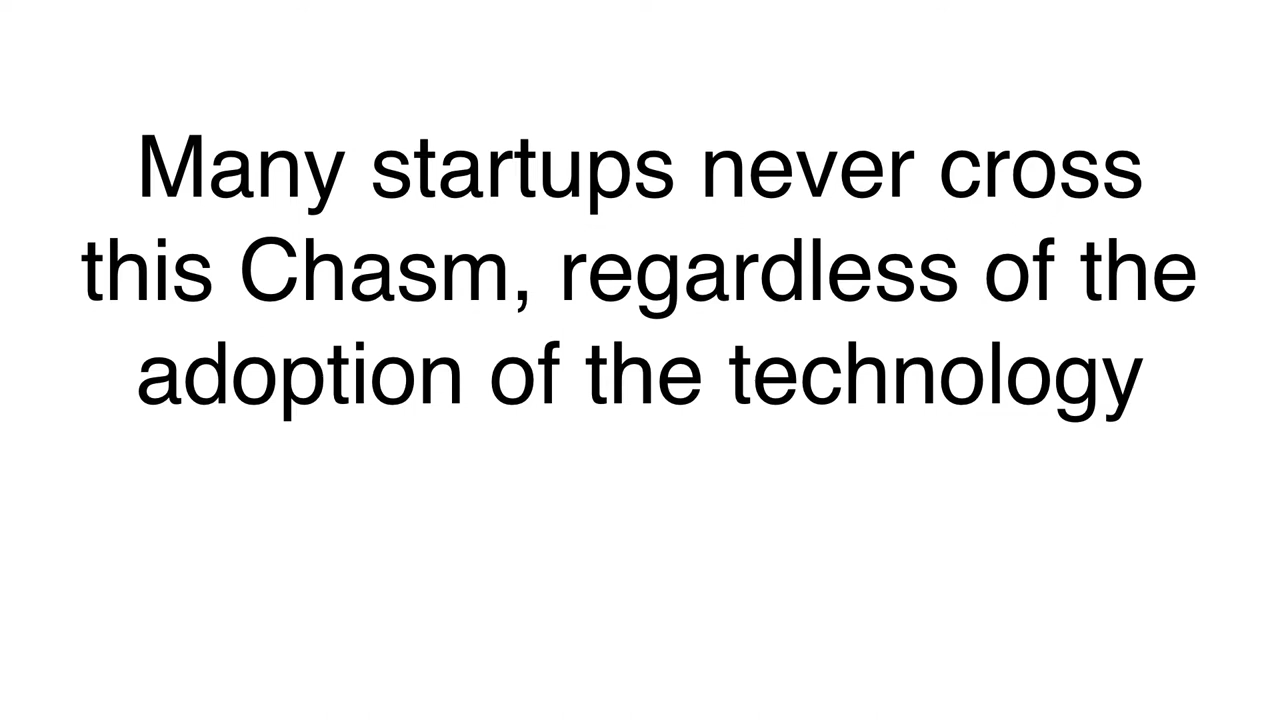 Many startups never cross
this Chasm, regardless of the
adoption of the technology